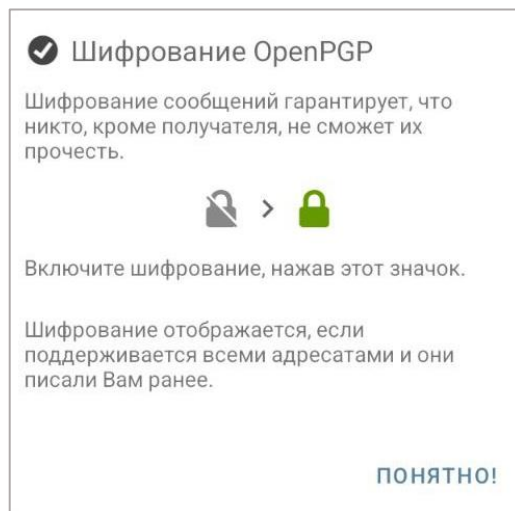 Шифрование OpenPGP
Шифрование сообщений гарантирует, что
никто, кроме получателя, не сможет их
прочесть.
Включите шифрование, нажав этот значок.
Шифрование отображается, если
поддерживается всеми адресатами и они
писали Вам ранее.
ПОНЯТНО!